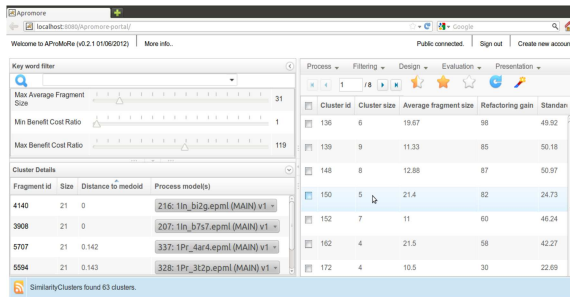 Apromore
localhost:8080/Apromore-portal/
Google
Welcome to AProMoRe (v0.2.1 01/06/2012) More info..
Public connected. Sign out Create new accoun
Key word filter
Max Average Fragment Size 31
Min Benefit Cost Ratio 1
Max Benefit Cost Ratio 119
Cluster Details
Fragment id Size Distance to medoid Process model(s)
4140 21 0 216: 1In_bi2g.epml (MAIN) v1
3908 21 0 207: 1In_b7s7.epml (MAIN) v1
5707 21 0.142 337: 1Pr_4ar4.epml (MAIN) v1
5594 21 0.143 328: 1Pr_3t2p.epml (MAIN) v1
Process Filtering Design Evaluation Presentation
1 / 8
Cluster id Cluster size Average fragment size Refactoring gain Standar
136 6 19.67 98 49.92
139 9 11.33 85 50.18
148 8 12.88 87 50.97
150 5 21.4 82 24.73
152 7 11 60 46.24
162 4 21.5 58 42.27
172 4 10.5 30 22.69
SimilarityClusters found 63 clusters.